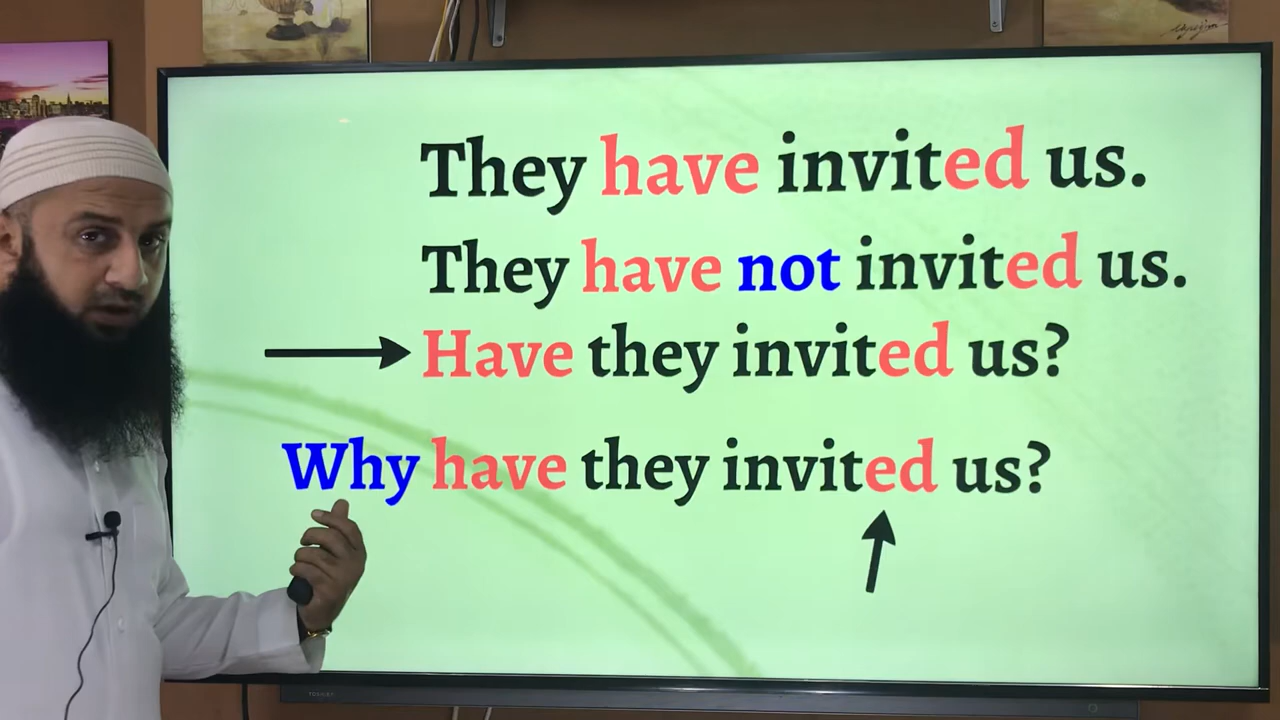 They have invited us.
They have not invited us.
Have they invited us?
Why have they invited us?